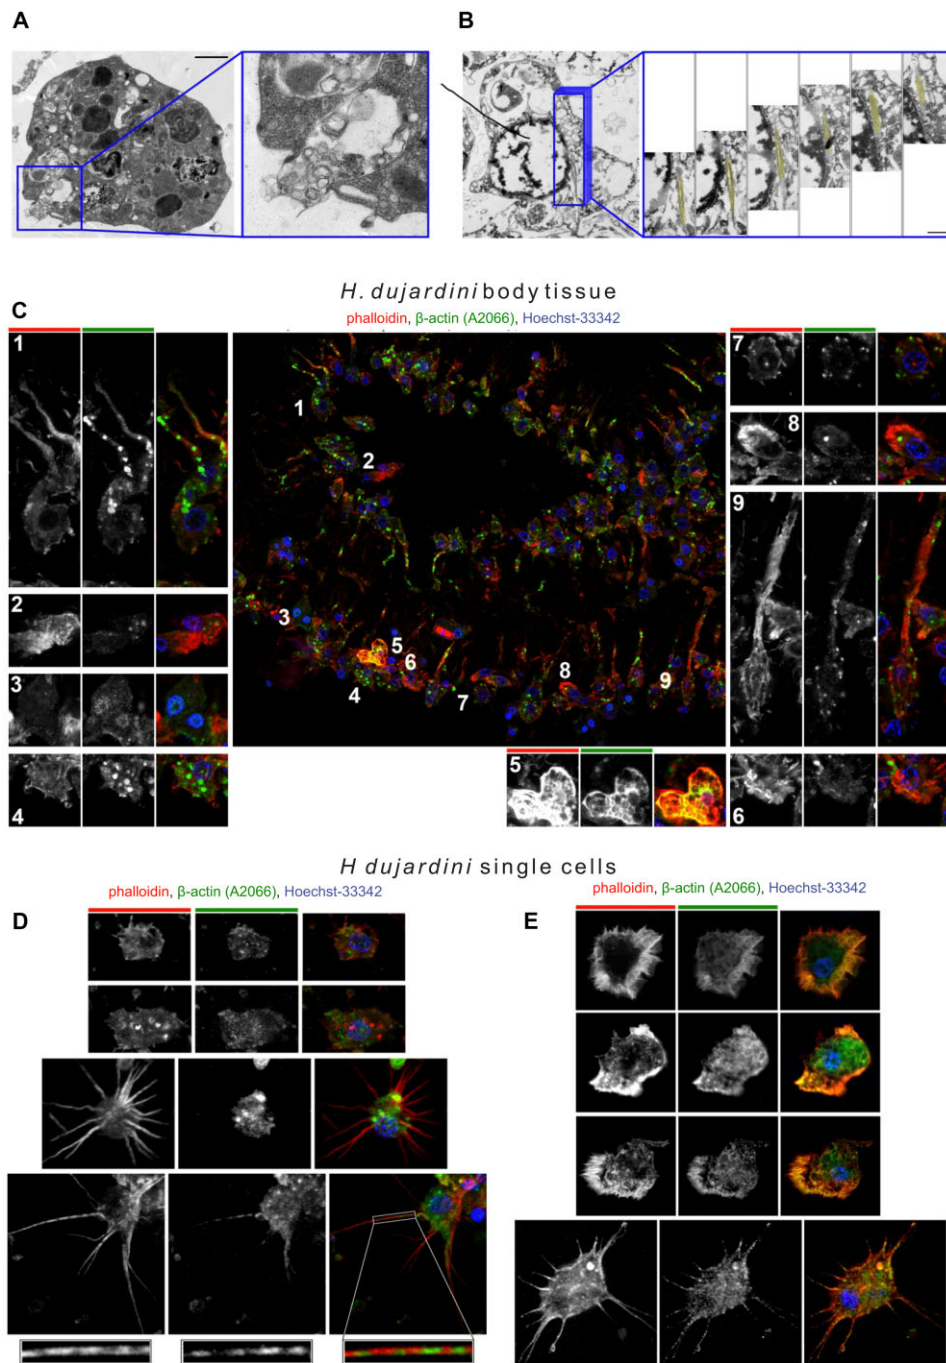 A
B
H. dujardini body tissue
phalloidin, β-actin (A2066), Hoechst-33342
C
1
2
3
4
1
2
3
5
6
4
7
8
9
7
8
9
5
6
H dujardini single cells
phalloidin, β-actin (A2066), Hoechst-33342
phalloidin, β-actin (A2066), Hoechst-33342
D
E